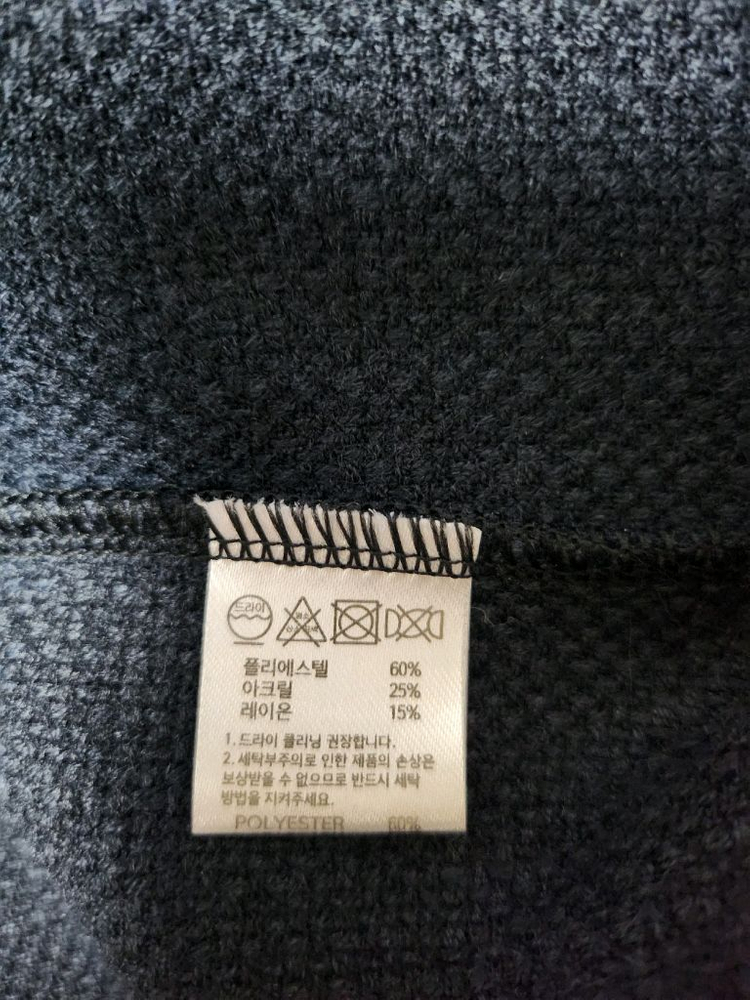 드라이
플리에스텔 60%
아크릴 25%
레이온 15%
1. 드라이 클러닝 권장합니다.
2. 세탁부주의로 인한 제품의 손상은
보상받을 수 없으므로 반드시 세탁
방법을 지켜주세요.
POLYESTER 60%